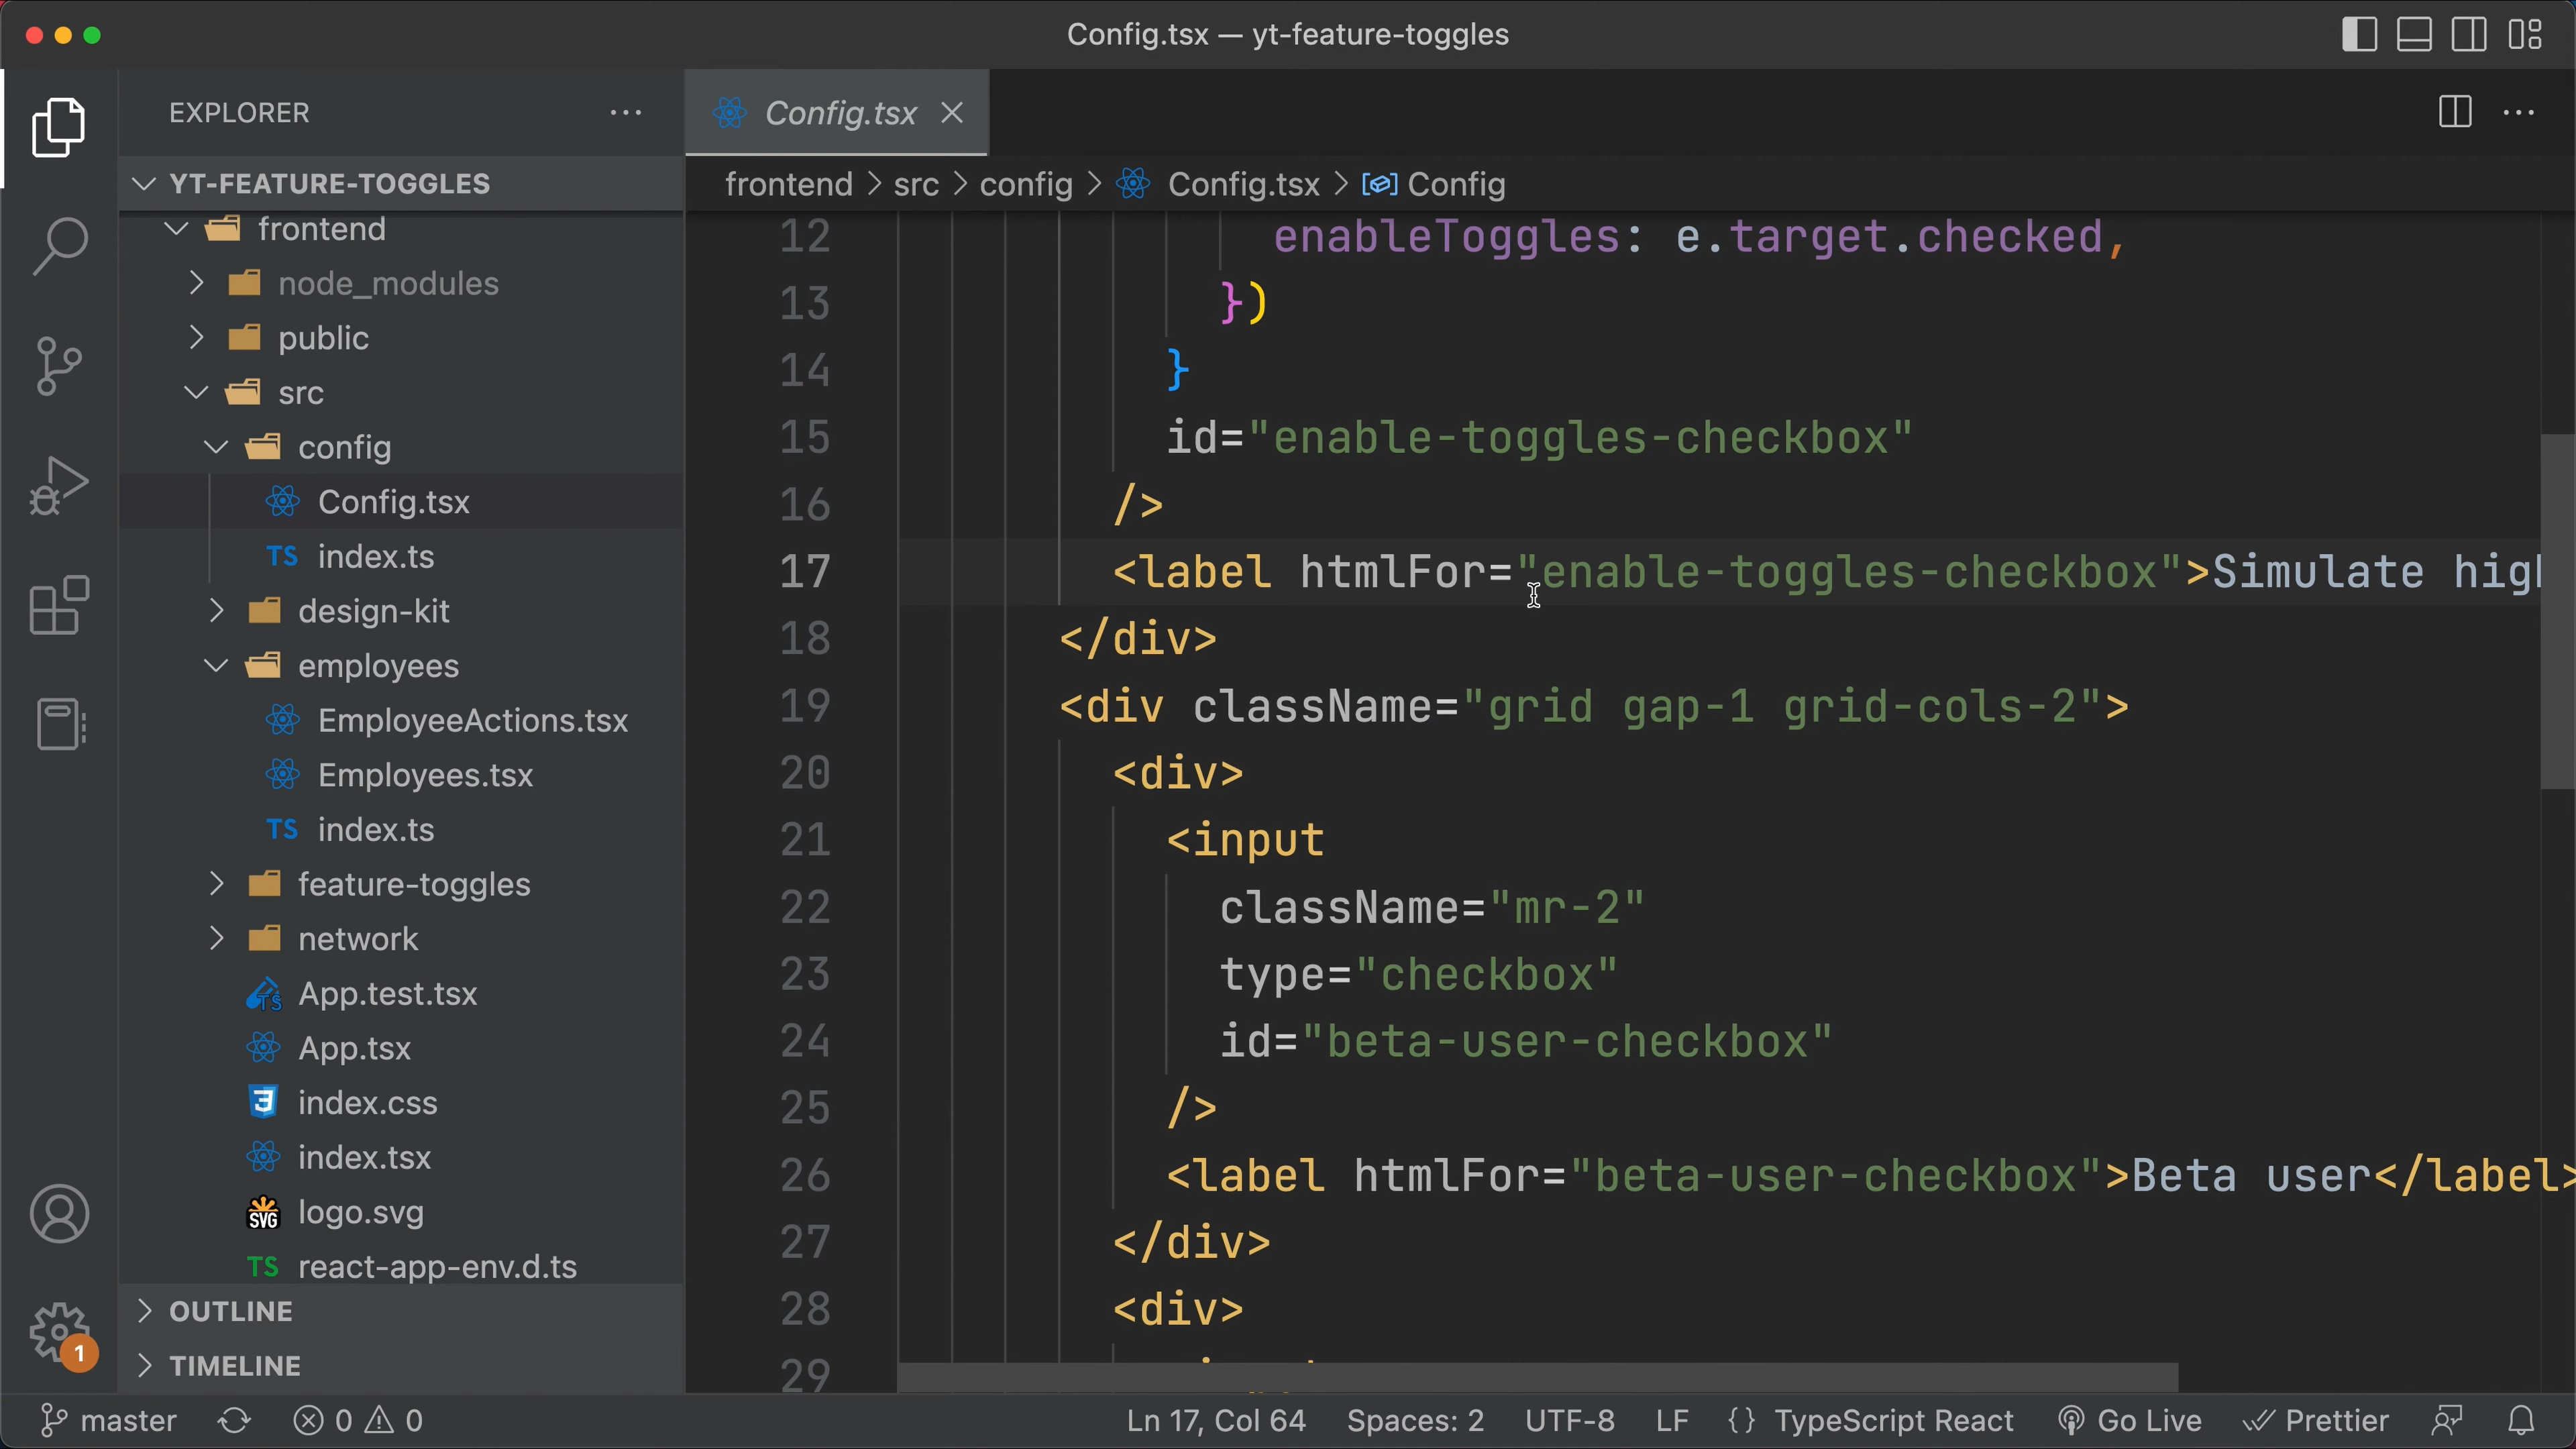 Config.tsx — yt-feature-toggles
EXPLORER
YT-FEATURE-TOGGLES
frontend
node_modules
public
src
config
Config.tsx
TS index.ts
design-kit
employees
EmployeeActions.tsx
Employees.tsx
TS index.ts
feature-toggles
network
TS App.test.tsx
App.tsx
3 index.css
index.tsx
SVG logo.svg
TS react-app-env.d.ts
OUTLINE
TIMELINE
1
Config.tsx
frontend > src > config > Config.tsx > Config
12 enableToggles: e.target.checked,
13 })
14 }
15 id="enable-toggles-checkbox"
16 />
17 <label htmlFor="enable-toggles-checkbox">Simulate
18 </div>
19 <div className="grid gap-1 grid-cols-2">
20 <div>
21 <input
22 className="mr-2"
23 type="checkbox"
24 id="beta-user-checkbox"
25 />
26 <label htmlFor="beta-user-checkbox">Beta user</label>
27 </div>
28 <div>
29
master 0 0 Ln 17, Col 64 Spaces: 2 UTF-8 LF {} TypeScript React Go Live Prettier